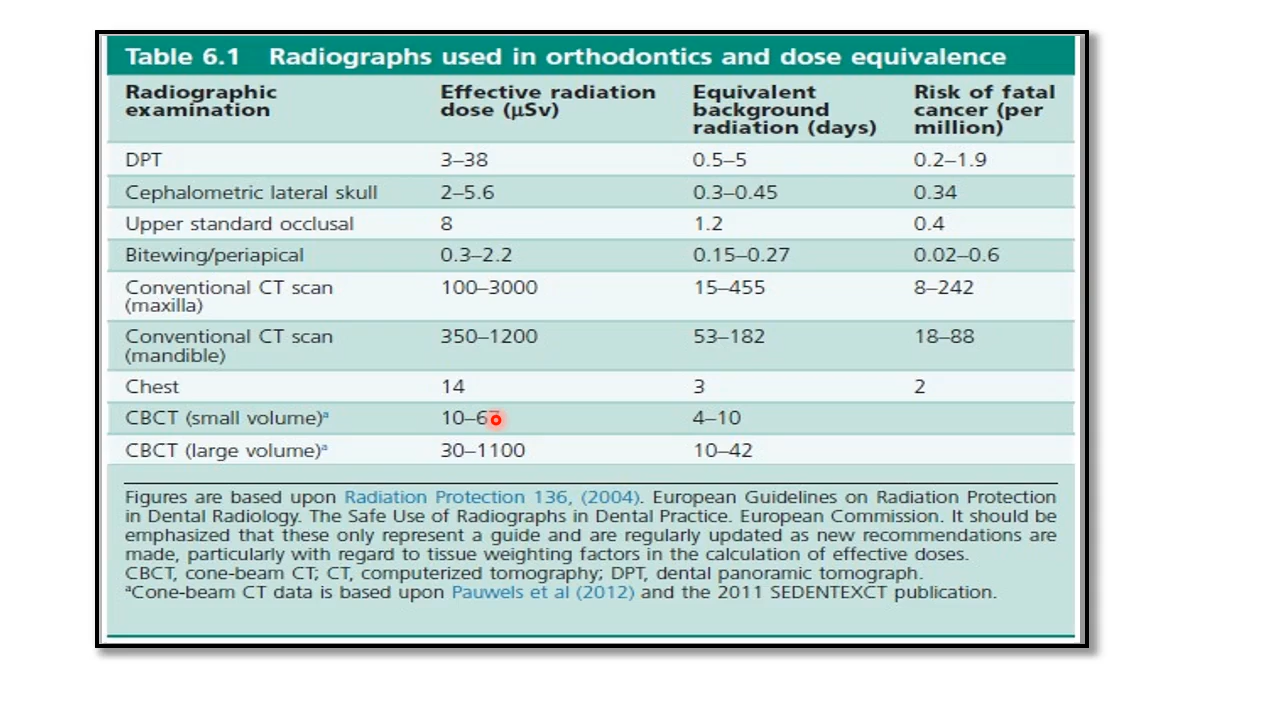 Table 6.1 Radiographs used in orthodontics and dose equivalence
Radiographic examination Effective radiation dose (µSv) Equivalent background radiation (days) Risk of fatal cancer (per million)
DPT 3–38 0.5–5 0.2–1.9
Cephalometric lateral skull 2–5.6 0.3–0.45 0.34
Upper standard occlusal 8 1.2 0.4
Bitewing/periapical 0.3–2.2 0.15–0.27 0.02–0.6
Conventional CT scan (maxilla) 100–3000 15–455 8–242
Conventional CT scan (mandible) 350–1200 53–182 18–88
Chest 14 3 2
CBCT (small volume)ᵃ 4–10
CBCT (large volume)ᵃ 30–1100 10–42
Figures are based upon Radiation Protection 136, (2004). European Guidelines on Radiation Protection
in Dental Radiology. The Safe Use of Radiographs in Dental Practice. European Commission. It should be
emphasized that these only represent a guide and are regularly updated as new recommendations are
made, particularly with regard to tissue weighting factors in the calculation of effective doses.
CBCT, cone-beam CT; CT, computerized tomography; DPT, dental panoramic tomograph.
ᵃCone-beam CT data is based upon Pauwels et al (2012) and the 2011 SEDENTEXCT publication.